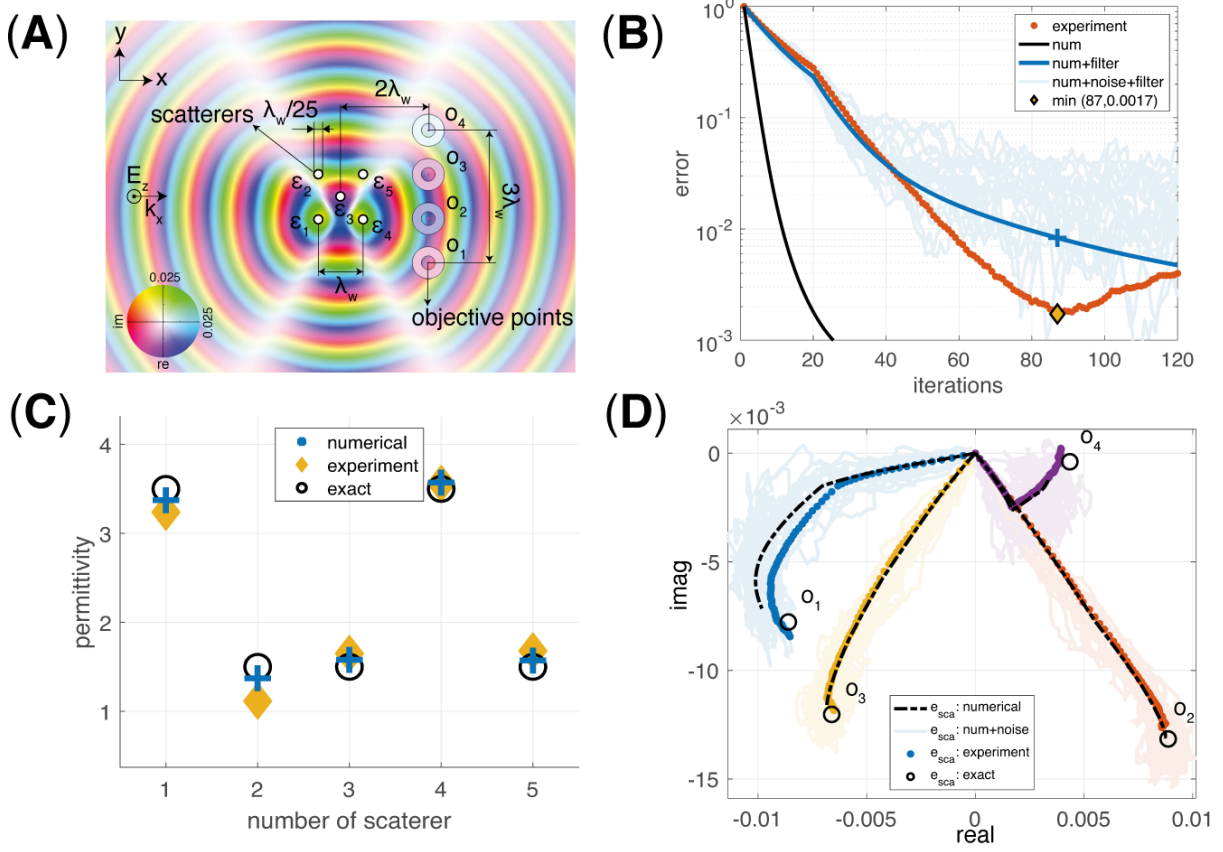 (A)
y
x
scatterers
λw/25
2λw
O4
O3
O2
O1
3λw
ε2
ε5
ε3
ε1
ε4
Ez
kx
λw
objective points
0.025
0.025
im
re
(B)
experiment
num
num+filter
num+noise+filter
min (87,0.0017)
10^0
10^-1
10^-2
10^-3
error
0 20 40 60 80 100 120
iterations
(C)
numerical
experiment
exact
4
3
2
1
permittivity
1 2 3 4 5
number of scaterer
(D)
×10^-3
0
-5
-10
-15
imag
O4
O1
O3
O2
e_sca: numerical
e_sca: num+noise
e_sca: experiment
e_sca: exact
-0.01 -0.005 0 0.005 0.01
real